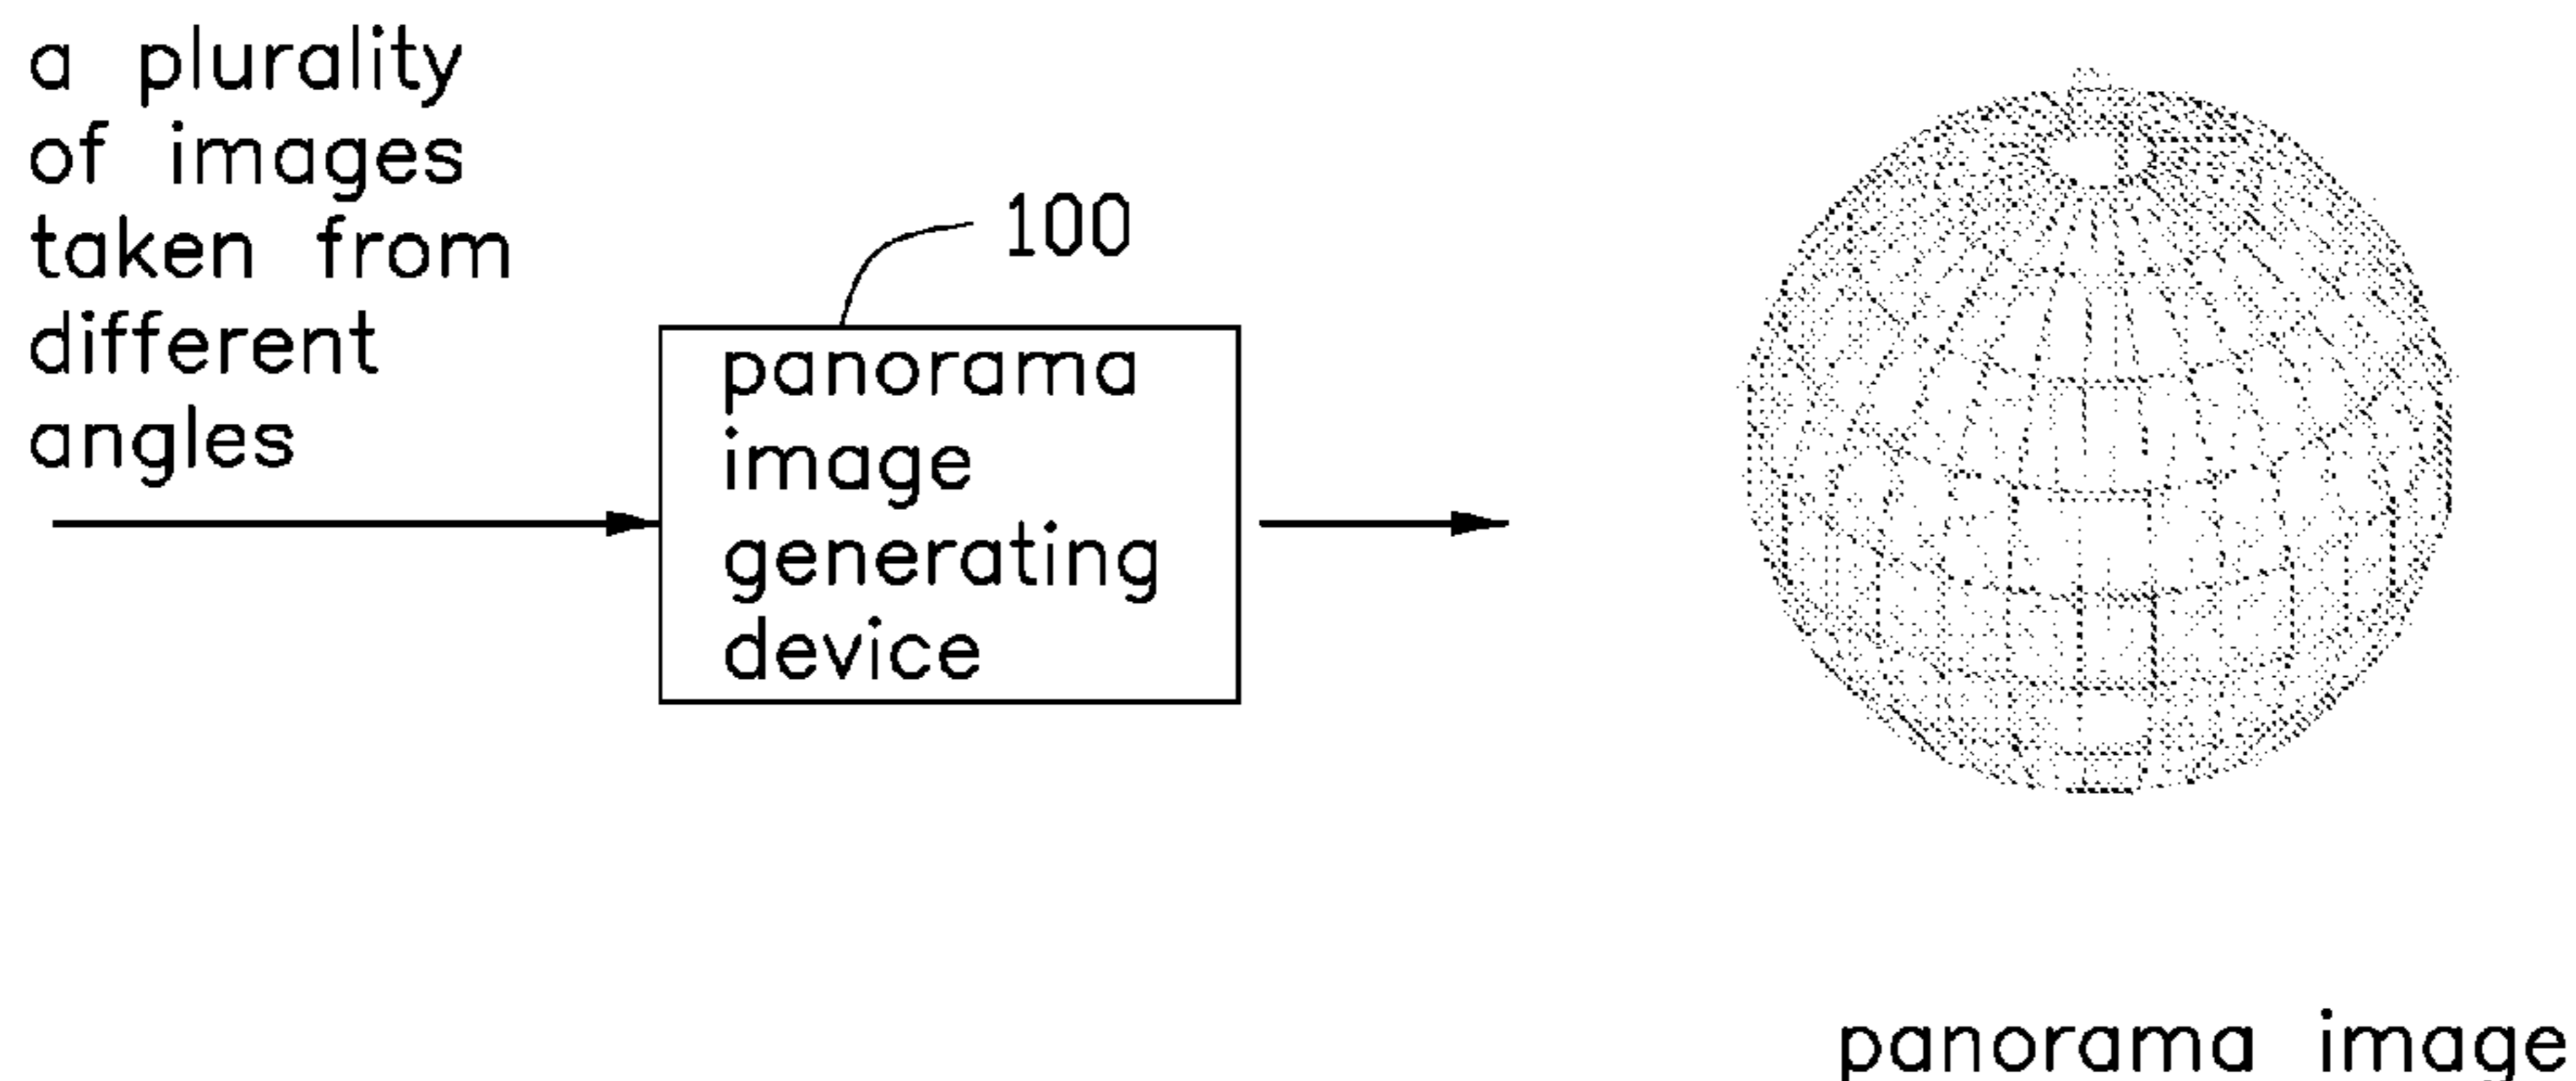 a plurality
of images
taken from
different
angles
100
panorama
image
generating
device
panorama image